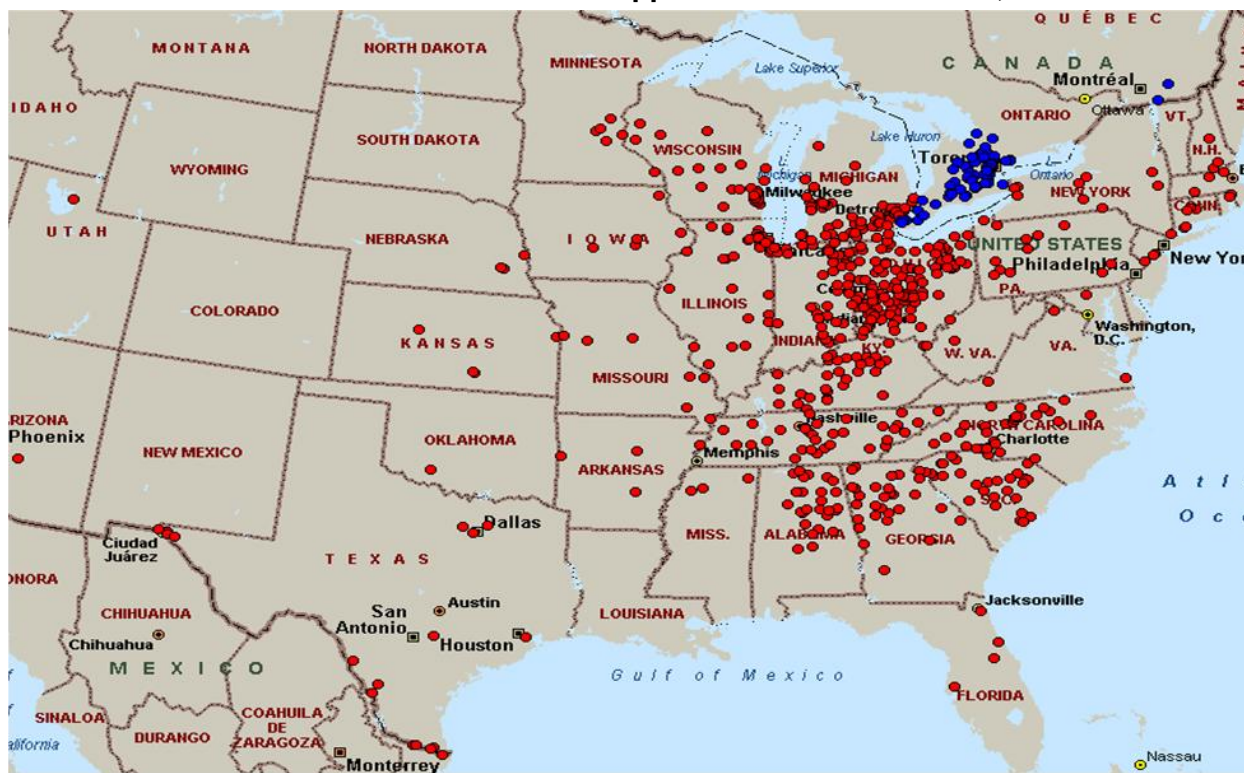 QUÉBEC
MONTANA
NORTH DAKOTA
MINNESOTA
Lake Superior
CANADA
Montréal
IDAHO
ONTARIO
Ottawa
VT.
SOUTH DAKOTA
Lake Huron
N.H.
WISCONSIN
WYOMING
MICHIGAN
L.
Ontario
Milwaukee
NEW YORK
UTAH
CONN.
NEBRASKA
IOWA
UNITED STATES
New Yor
Philadelphia
PA.
ILLINOIS
COLORADO
Washington,
D.C.
KANSAS
INDIANA
KY.
W. VA.
VA.
MISSOURI
ARIZONA
Nashville
NORTH CAROLINA
Phoenix
OKLAHOMA
Charlotte
NEW MEXICO
Memphis
ARKANSAS
Atl
Oc
Dallas
MISS.
ALABAMA
GEORGIA
Ciudad
Juárez
TEXAS
ONORA
CHIHUAHUA
Austin
LOUISIANA
Jacksonville
San
Antonio
Chihuahua
Houston
MEXICO
Gulf of Mexico
FLORIDA
SINALOA
COAHUILA
DE
ZARAGOZA
DURANGO
alifornia
Nassau
Monterrey